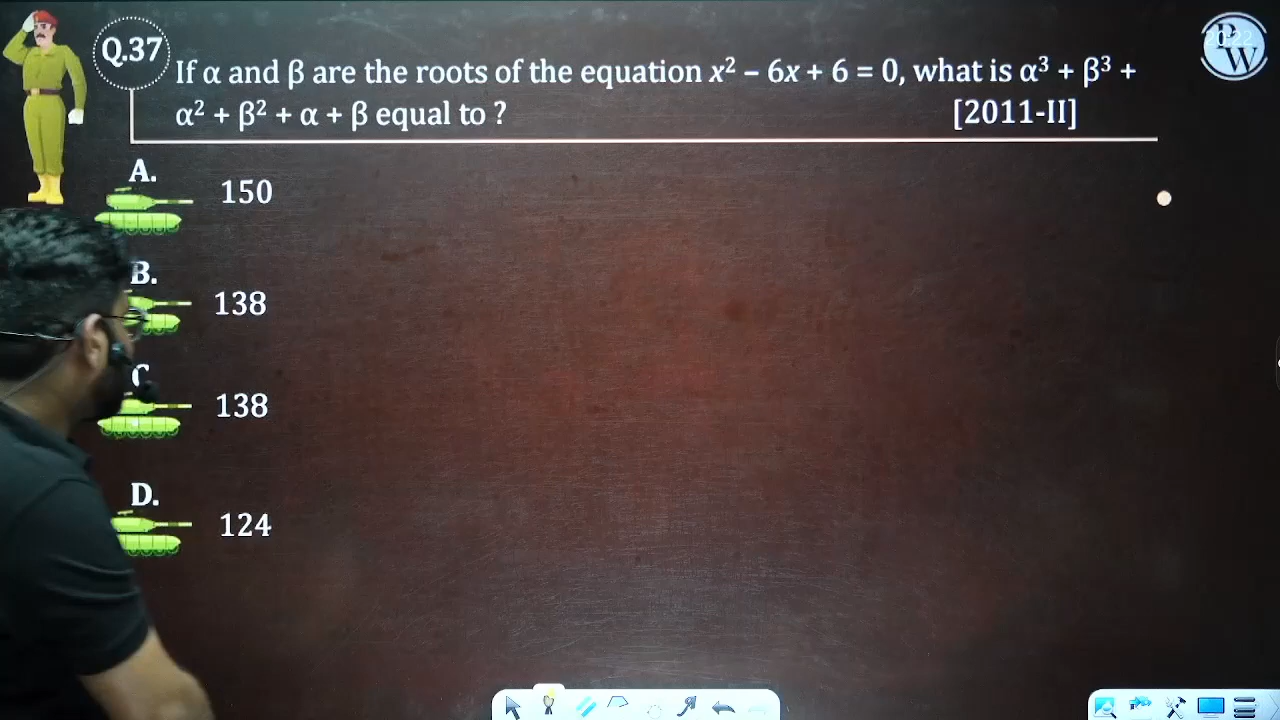 Q.37
If α and β are the roots of the equation x² – 6x + 6 = 0, what is α³ + β³ +
α² + β² + α + β equal to ?
[2011-II]
A.
150
B.
138
138
D.
124
PW